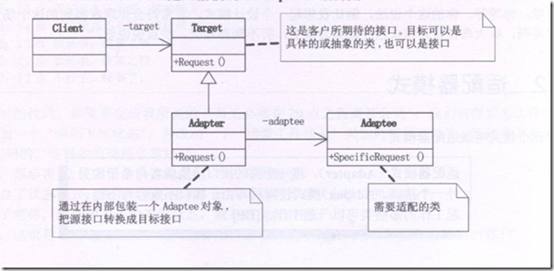 Client
-target
Target
+Request()
这是客户所期待的接口。目标可以是
具体的或抽象的类,也可以是接口
Adapter
+Request()
-adaptee
Adaptee
+SpecificRequest()
通过在内部包装一个 Adaptee 对象,
把源接口转换成目标接口
需要适配的类